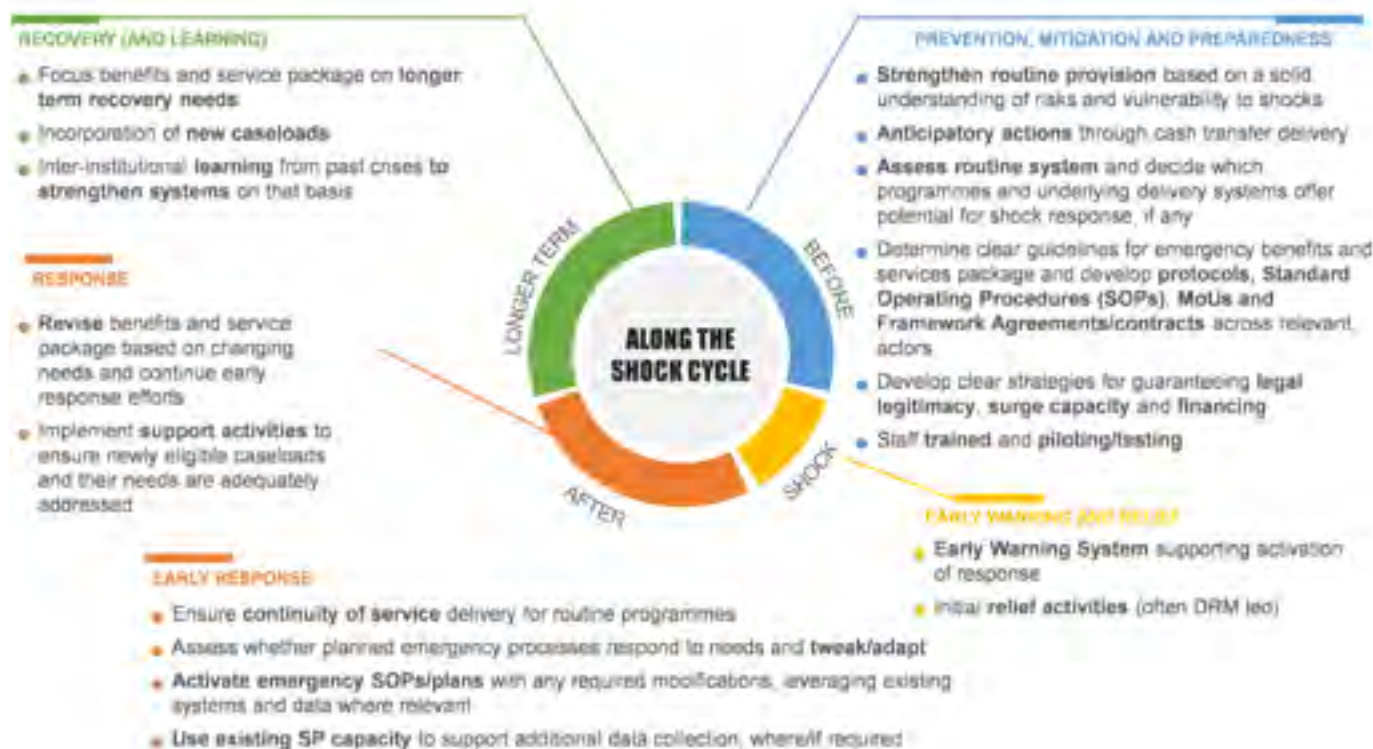 RECOVERY (AND LEARNING)
Focus benefits and service package on longer
term recovery needs
Incorporation of new caseloads
Inter-institutional learning from past crises to
strengthen systems on that basis
RESPONSE
Revise benefits and service
package based on changing
needs and continue early
response efforts
Implement support activities to
ensure newly eligible caseloads
and their needs are adequately
addressed
PREVENTION, MITIGATION AND PREPAREDNESS
Strengthen routine provision based on a solid
understanding of risks and vulnerability to shocks
Anticipatory actions through cash transfer delivery
Assess routine system and decide which
programmes and underlying delivery systems offer
potential for shock response, if any
Determine clear guidelines for emergency benefits and
services package and develop protocols, Standard
Operating Procedures (SOPs), MoUs and
Framework Agreements/contracts across relevant
actors
Develop clear strategies for guaranteeing legal
legitimacy, surge capacity and financing
Staff trained and piloting/testing
LONGER TERM
BEFORE
SHOCK
AFTER
ALONG THE
SHOCK CYCLE
EARLY WARNING AND RELIEF
Early Warning System supporting activation
of response
Initial relief activities (often DRM led)
EARLY RESPONSE
Ensure continuity of service delivery for routine programmes
Assess whether planned emergency processes respond to needs and tweak/adapt
Activate emergency SOPs/plans with any required modifications, leveraging existing
systems and data where relevant
Use existing SP capacity to support additional data collection, where/if required